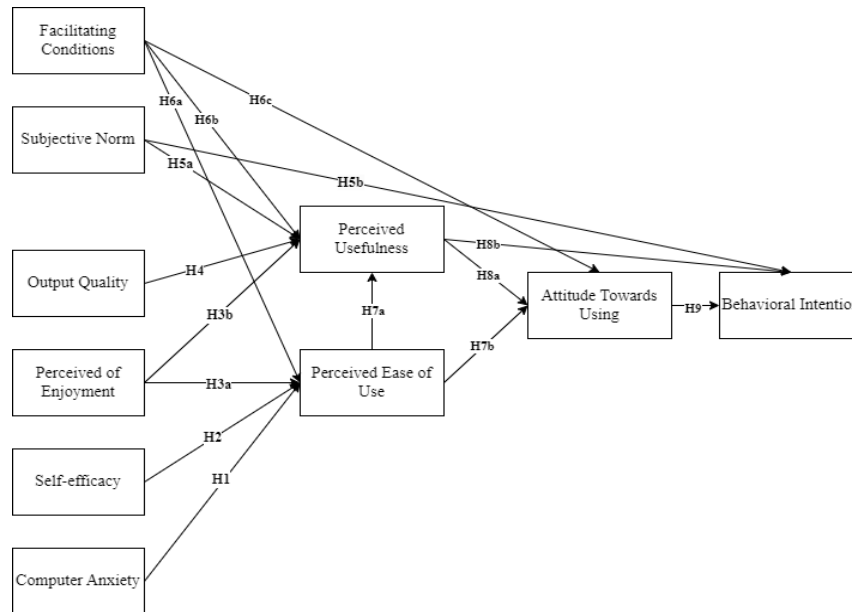 Facilitating
Conditions
H6a
H6c
H6b
Subjective Norm
H5a
H5b
Perceived
Usefulness
H8b
Output Quality
H4
H8a
Attitude Towards
Using
H9
Behavioral Intention
H3b
H7a
H7b
Perceived of
Enjoyment
H3a
Perceived Ease of
Use
H2
Self-efficacy
H1
Computer Anxiety